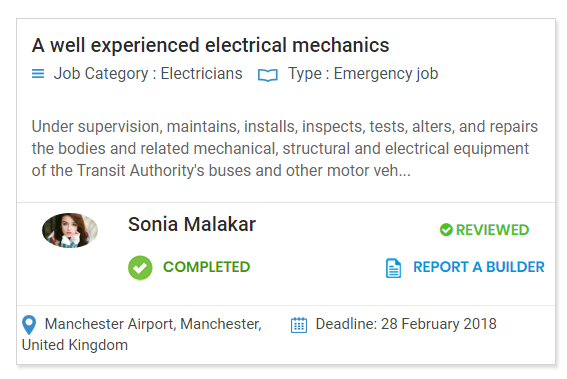 A well experienced electrical mechanics
Job Category : Electricians Type : Emergency job
Under supervision, maintains, installs, inspects, tests, alters, and repairs
the bodies and related mechanical, structural and electrical equipment
of the Transit Authority's buses and other motor veh...
Sonia Malakar
REVIEWED
COMPLETED
REPORT A BUILDER
Manchester Airport, Manchester,
United Kingdom
Deadline: 28 February 2018